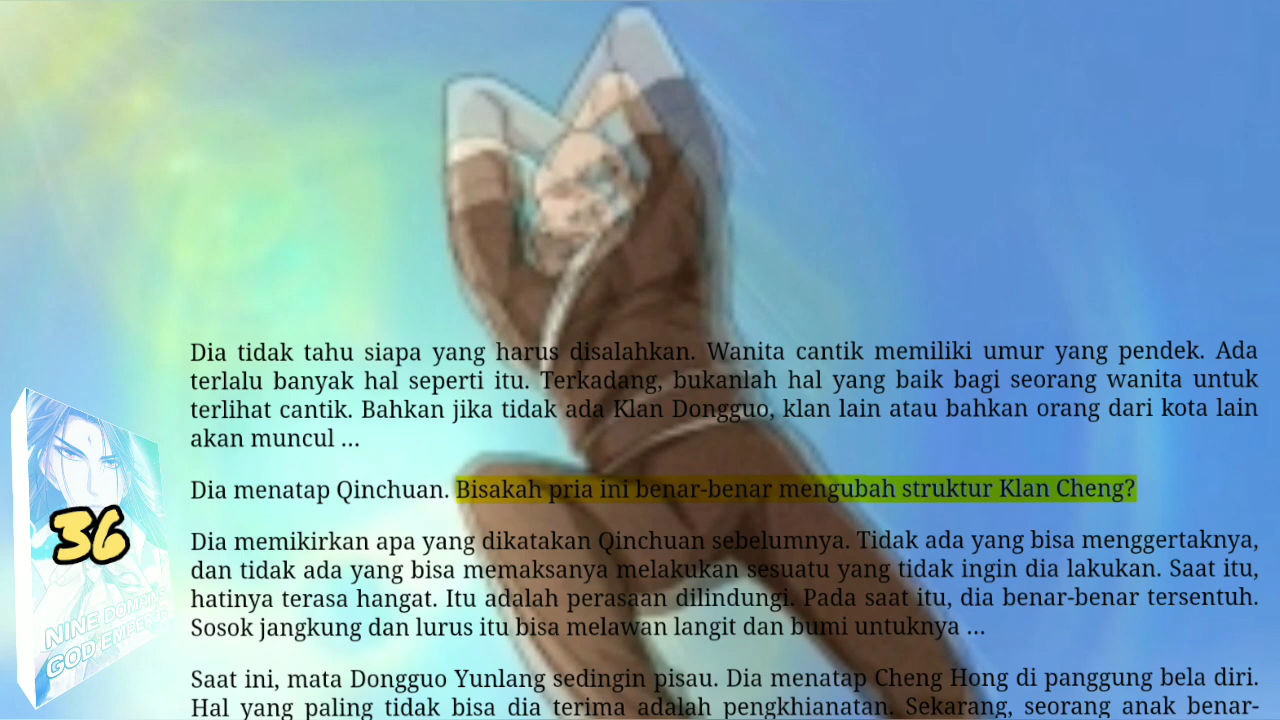 Dia tidak tahu siapa yang harus disalahkan. Wanita cantik memiliki umur yang pendek. Ada
terlalu banyak hal seperti itu. Terkadang, bukanlah hal yang baik bagi seorang wanita untuk
terlihat cantik. Bahkan jika tidak ada Klan Dongguo, klan lain atau bahkan orang dari kota lain
akan muncul ...
Dia menatap Qinchuan. Bisakah pria ini benar-benar mengubah struktur Klan Cheng?
Dia memikirkan apa yang dikatakan Qinchuan sebelumnya. Tidak ada yang bisa menggertaknya,
dan tidak ada yang bisa memaksanya melakukan sesuatu yang tidak ingin dia lakukan. Saat itu,
hatinya terasa hangat. Itu adalah perasaan dilindungi. Pada saat itu, dia benar-benar tersentuh.
Sosok jangkung dan lurus itu bisa melawan langit dan bumi untuknya ...
Saat ini, mata Dongguo Yunlang sedingin pisau. Dia menatap Cheng Hong di panggung bela diri.
Hal yang paling tidak bisa dia terima adalah pengkhianatan. Sekarang, seorang anak benar-
36
NINE DOMAINS
GOD EMPEROR